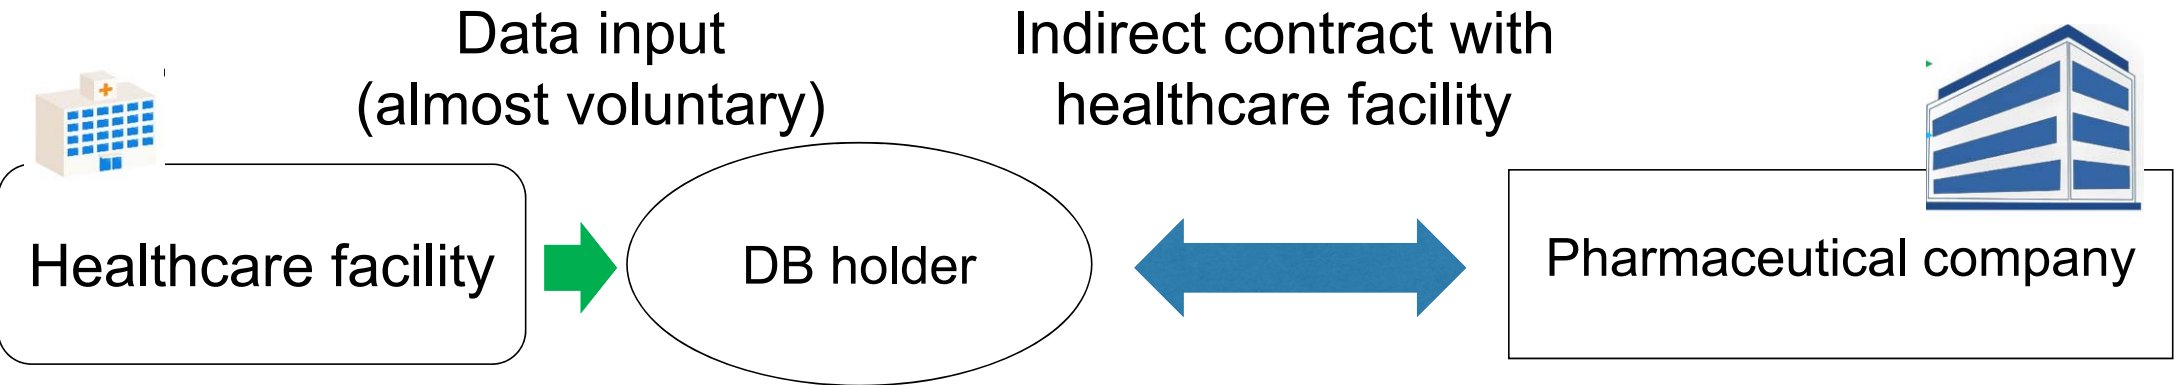 Data input
(almost voluntary)
Indirect contract with
healthcare facility
Healthcare facility
DB holder
Pharmaceutical company